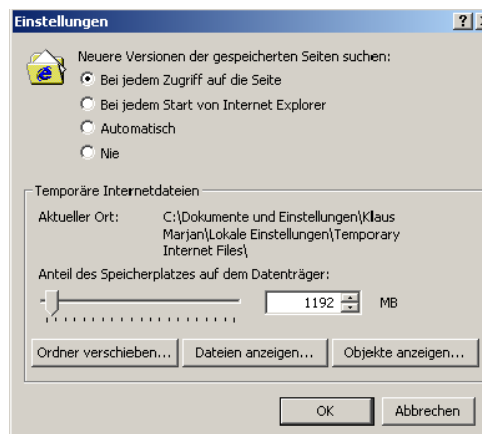 Einstellungen
Neuere Versionen der gespeicherten Seiten suchen:
Bei jedem Zugriff auf die Seite
Bei jedem Start von Internet Explorer
Automatisch
Nie
Temporäre Internetdateien
Aktueller Ort: C:\Dokumente und Einstellungen\Klaus
Marjan\Lokale Einstellungen\Temporary
Internet Files\
Anteil des Speicherplatzes auf dem Datenträger:
1192 MB
Ordner verschieben... Dateien anzeigen... Objekte anzeigen...
OK Abbrechen